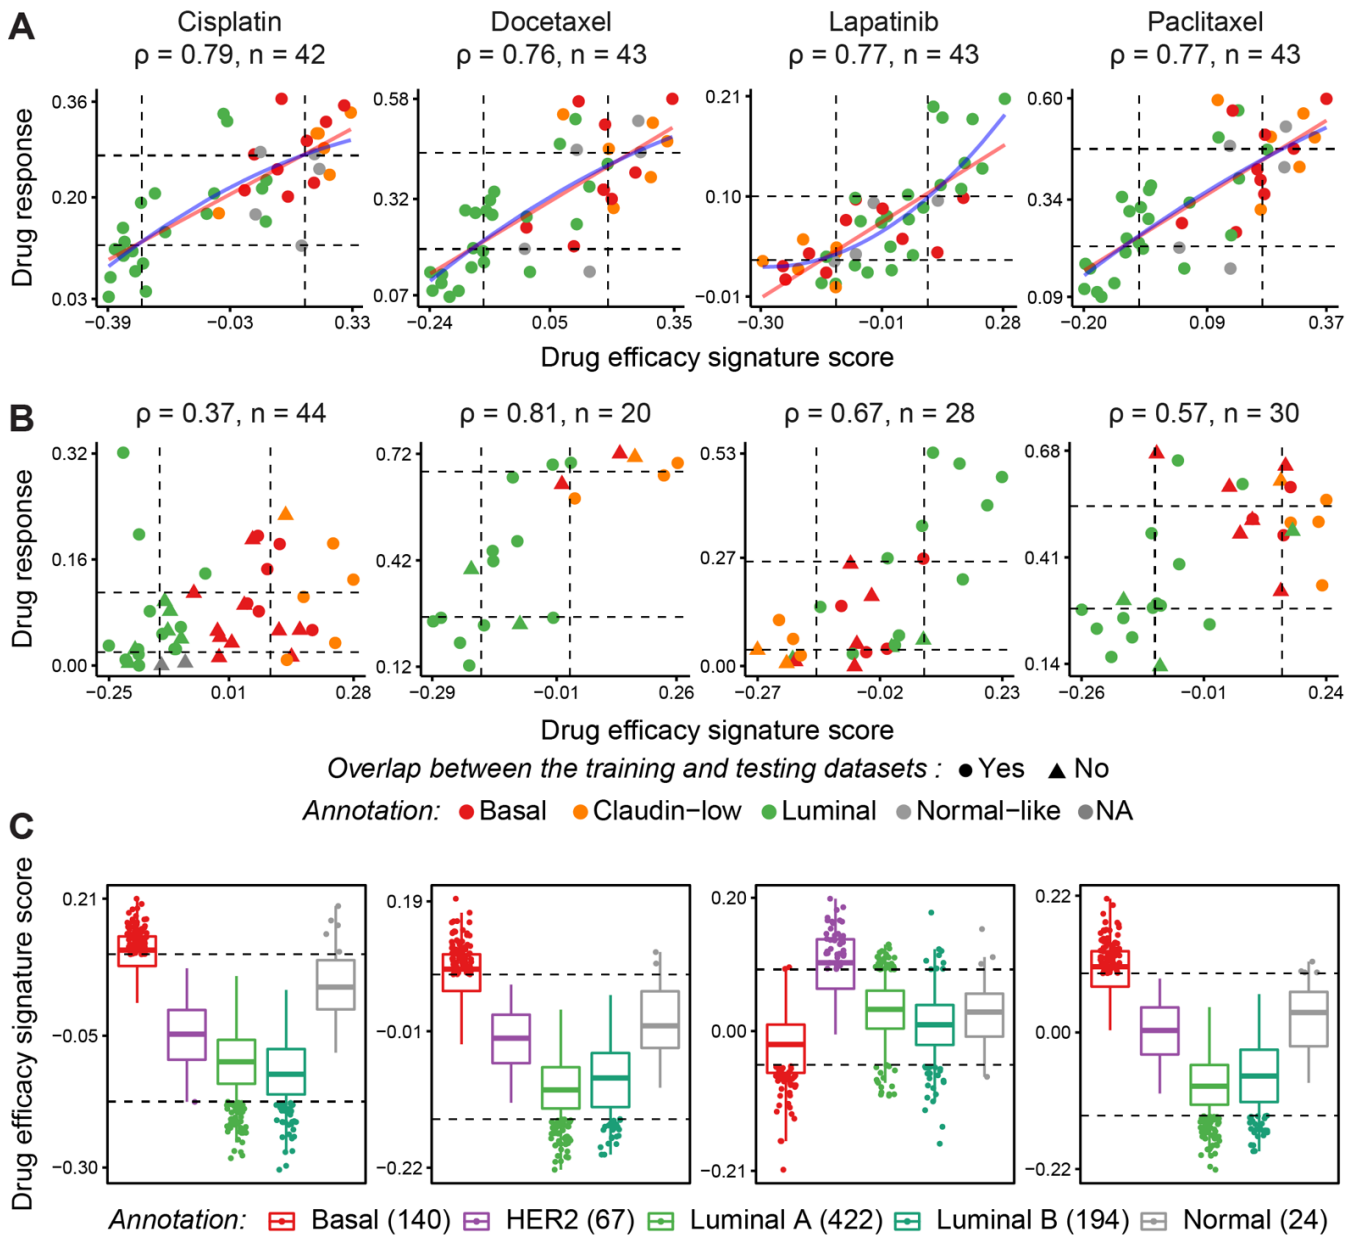 A
Cisplatin
Docetaxel
Lapatinib
Paclitaxel
ρ = 0.79, n = 42
ρ = 0.76, n = 43
ρ = 0.77, n = 43
ρ = 0.77, n = 43
Drug response
0.36
0.20
0.03
−0.39
−0.03
0.33
0.58
0.32
0.07
−0.24
0.05
0.35
0.21
0.10
−0.01
−0.30
−0.01
0.28
0.60
0.34
0.09
−0.20
0.09
0.37
Drug efficacy signature score
B
ρ = 0.37, n = 44
ρ = 0.81, n = 20
ρ = 0.67, n = 28
ρ = 0.57, n = 30
Drug response
0.32
0.16
0.00
−0.25
0.01
0.28
0.72
0.42
0.12
−0.29
−0.01
0.26
0.53
0.27
0.00
−0.27
−0.02
0.23
0.68
0.41
0.14
−0.26
−0.01
0.24
Drug efficacy signature score
Overlap between the training and testing datasets : Yes No
Annotation: Basal Claudin−low Luminal Normal−like NA
C
Drug efficacy signature score
0.21
−0.05
−0.30
0.19
−0.01
−0.22
0.20
0.00
−0.21
0.22
0.00
−0.22
Annotation: Basal (140) HER2 (67) Luminal A (422) Luminal B (194) Normal (24)